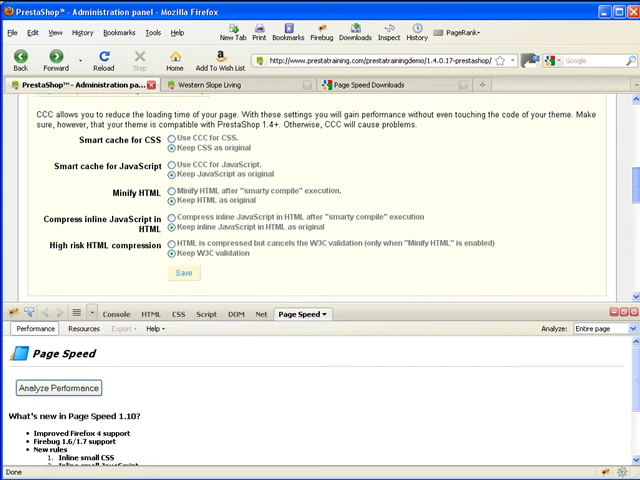 PrestaShop™ - Administration panel - Mozilla Firefox
File Edit View History Bookmarks Tools Help
Back Forward Reload Stop Home Add To Wish List
New Tab Print Bookmarks Firebug Downloads Inspect History PageRank
http://www.prestatraining.com/prestatrainingdemo/1.4.0.17-prestashop/
Google
PrestaShop™ - Administration pa... Western Slope Living Page Speed Downloads
CCC allows you to reduce the loading time of your page. With these settings you will gain performance without even touching the code of your theme. Make
sure, however, that your theme is compatible with PrestaShop 1.4+. Otherwise, CCC will cause problems.
Smart cache for CSS Use CCC for CSS.
Keep CSS as original
Smart cache for JavaScript Use CCC for JavaScript.
Keep JavaScript as original
Minify HTML Minify HTML after "smarty compile" execution.
Keep HTML as original
Compress inline JavaScript in HTML Compress inline JavaScript in HTML after "smarty compile" execution
Keep inline JavaScript in HTML as original
High risk HTML compression HTML is compressed but cancels the W3C validation (only when "Minify HTML" is enabled)
Keep W3C validation
Save
Console HTML CSS Script DOM Net Page Speed
Performance Resources Export Help Analyze: Entire page
Page Speed
Analyze Performance
What's new in Page Speed 1.10?
Improved Firefox 4 support
Firebug 1.6/1.7 support
New rules
1. Inline small CSS
2. Inline small JavaScript
Done